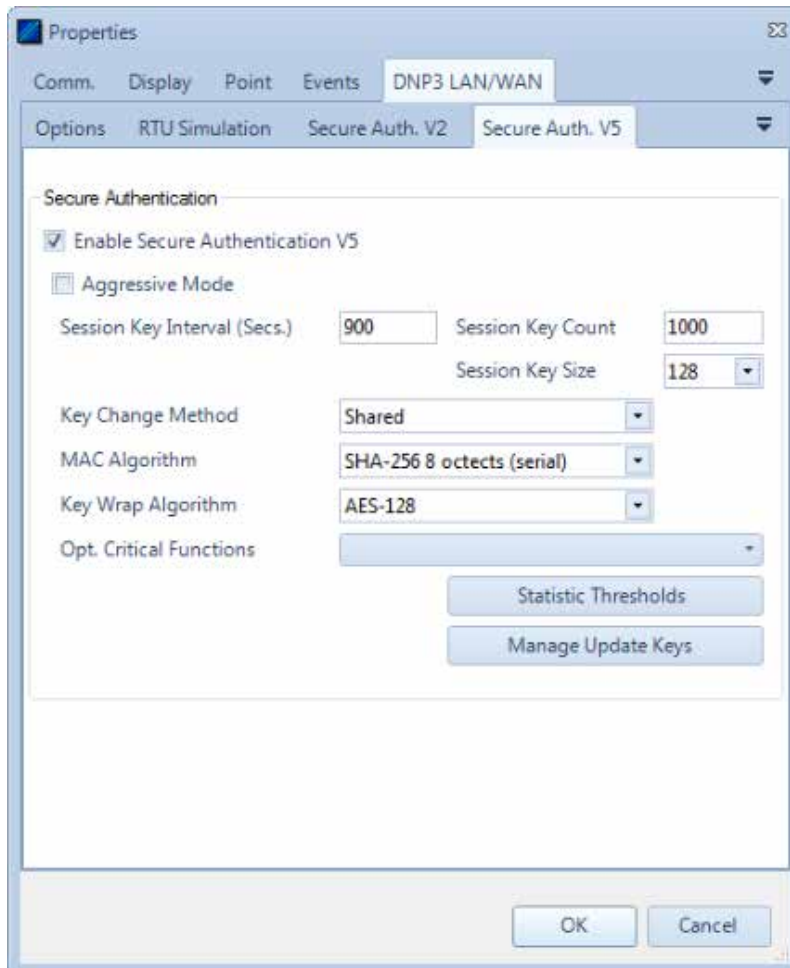 Properties
Comm. Display Point Events DNP3 LAN/WAN
Options RTU Simulation Secure Auth. V2 Secure Auth. V5
Secure Authentication
Enable Secure Authentication V5
Aggressive Mode
Session Key Interval (Secs.) 900 Session Key Count 1000
Session Key Size 128
Key Change Method Shared
MAC Algorithm SHA-256 8 octects (serial)
Key Wrap Algorithm AES-128
Opt. Critical Functions
Statistic Thresholds
Manage Update Keys
OK Cancel